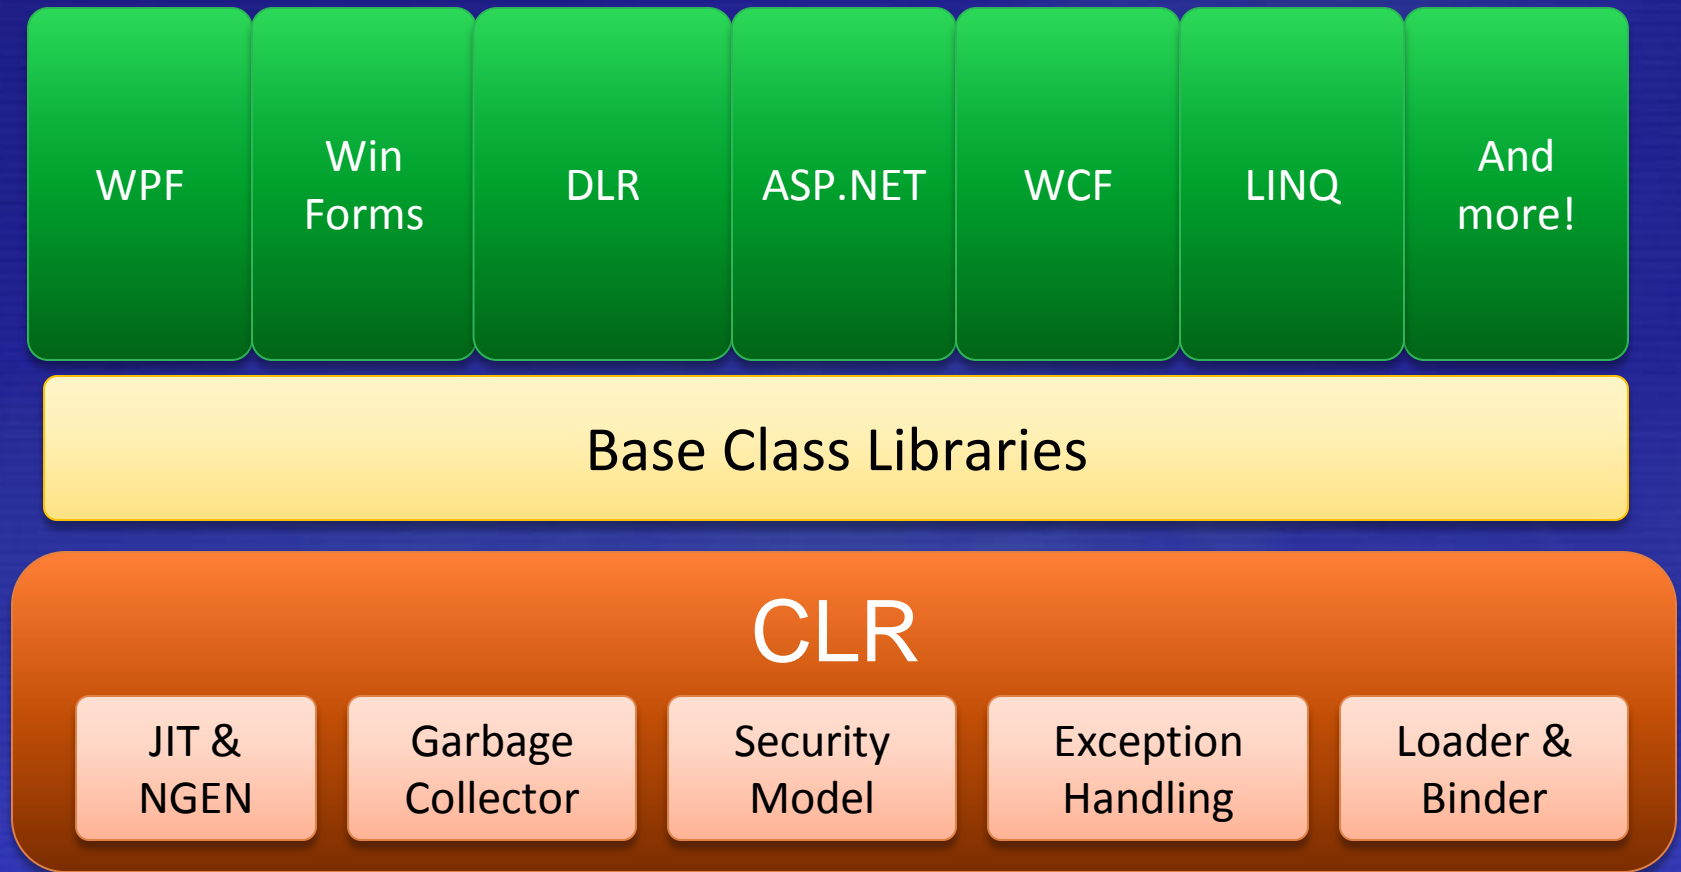 WPF
Win
Forms
DLR
ASP.NET
WCF
LINQ
And
more!
Base Class Libraries
CLR
JIT &
NGEN
Garbage
Collector
Security
Model
Exception
Handling
Loader &
Binder